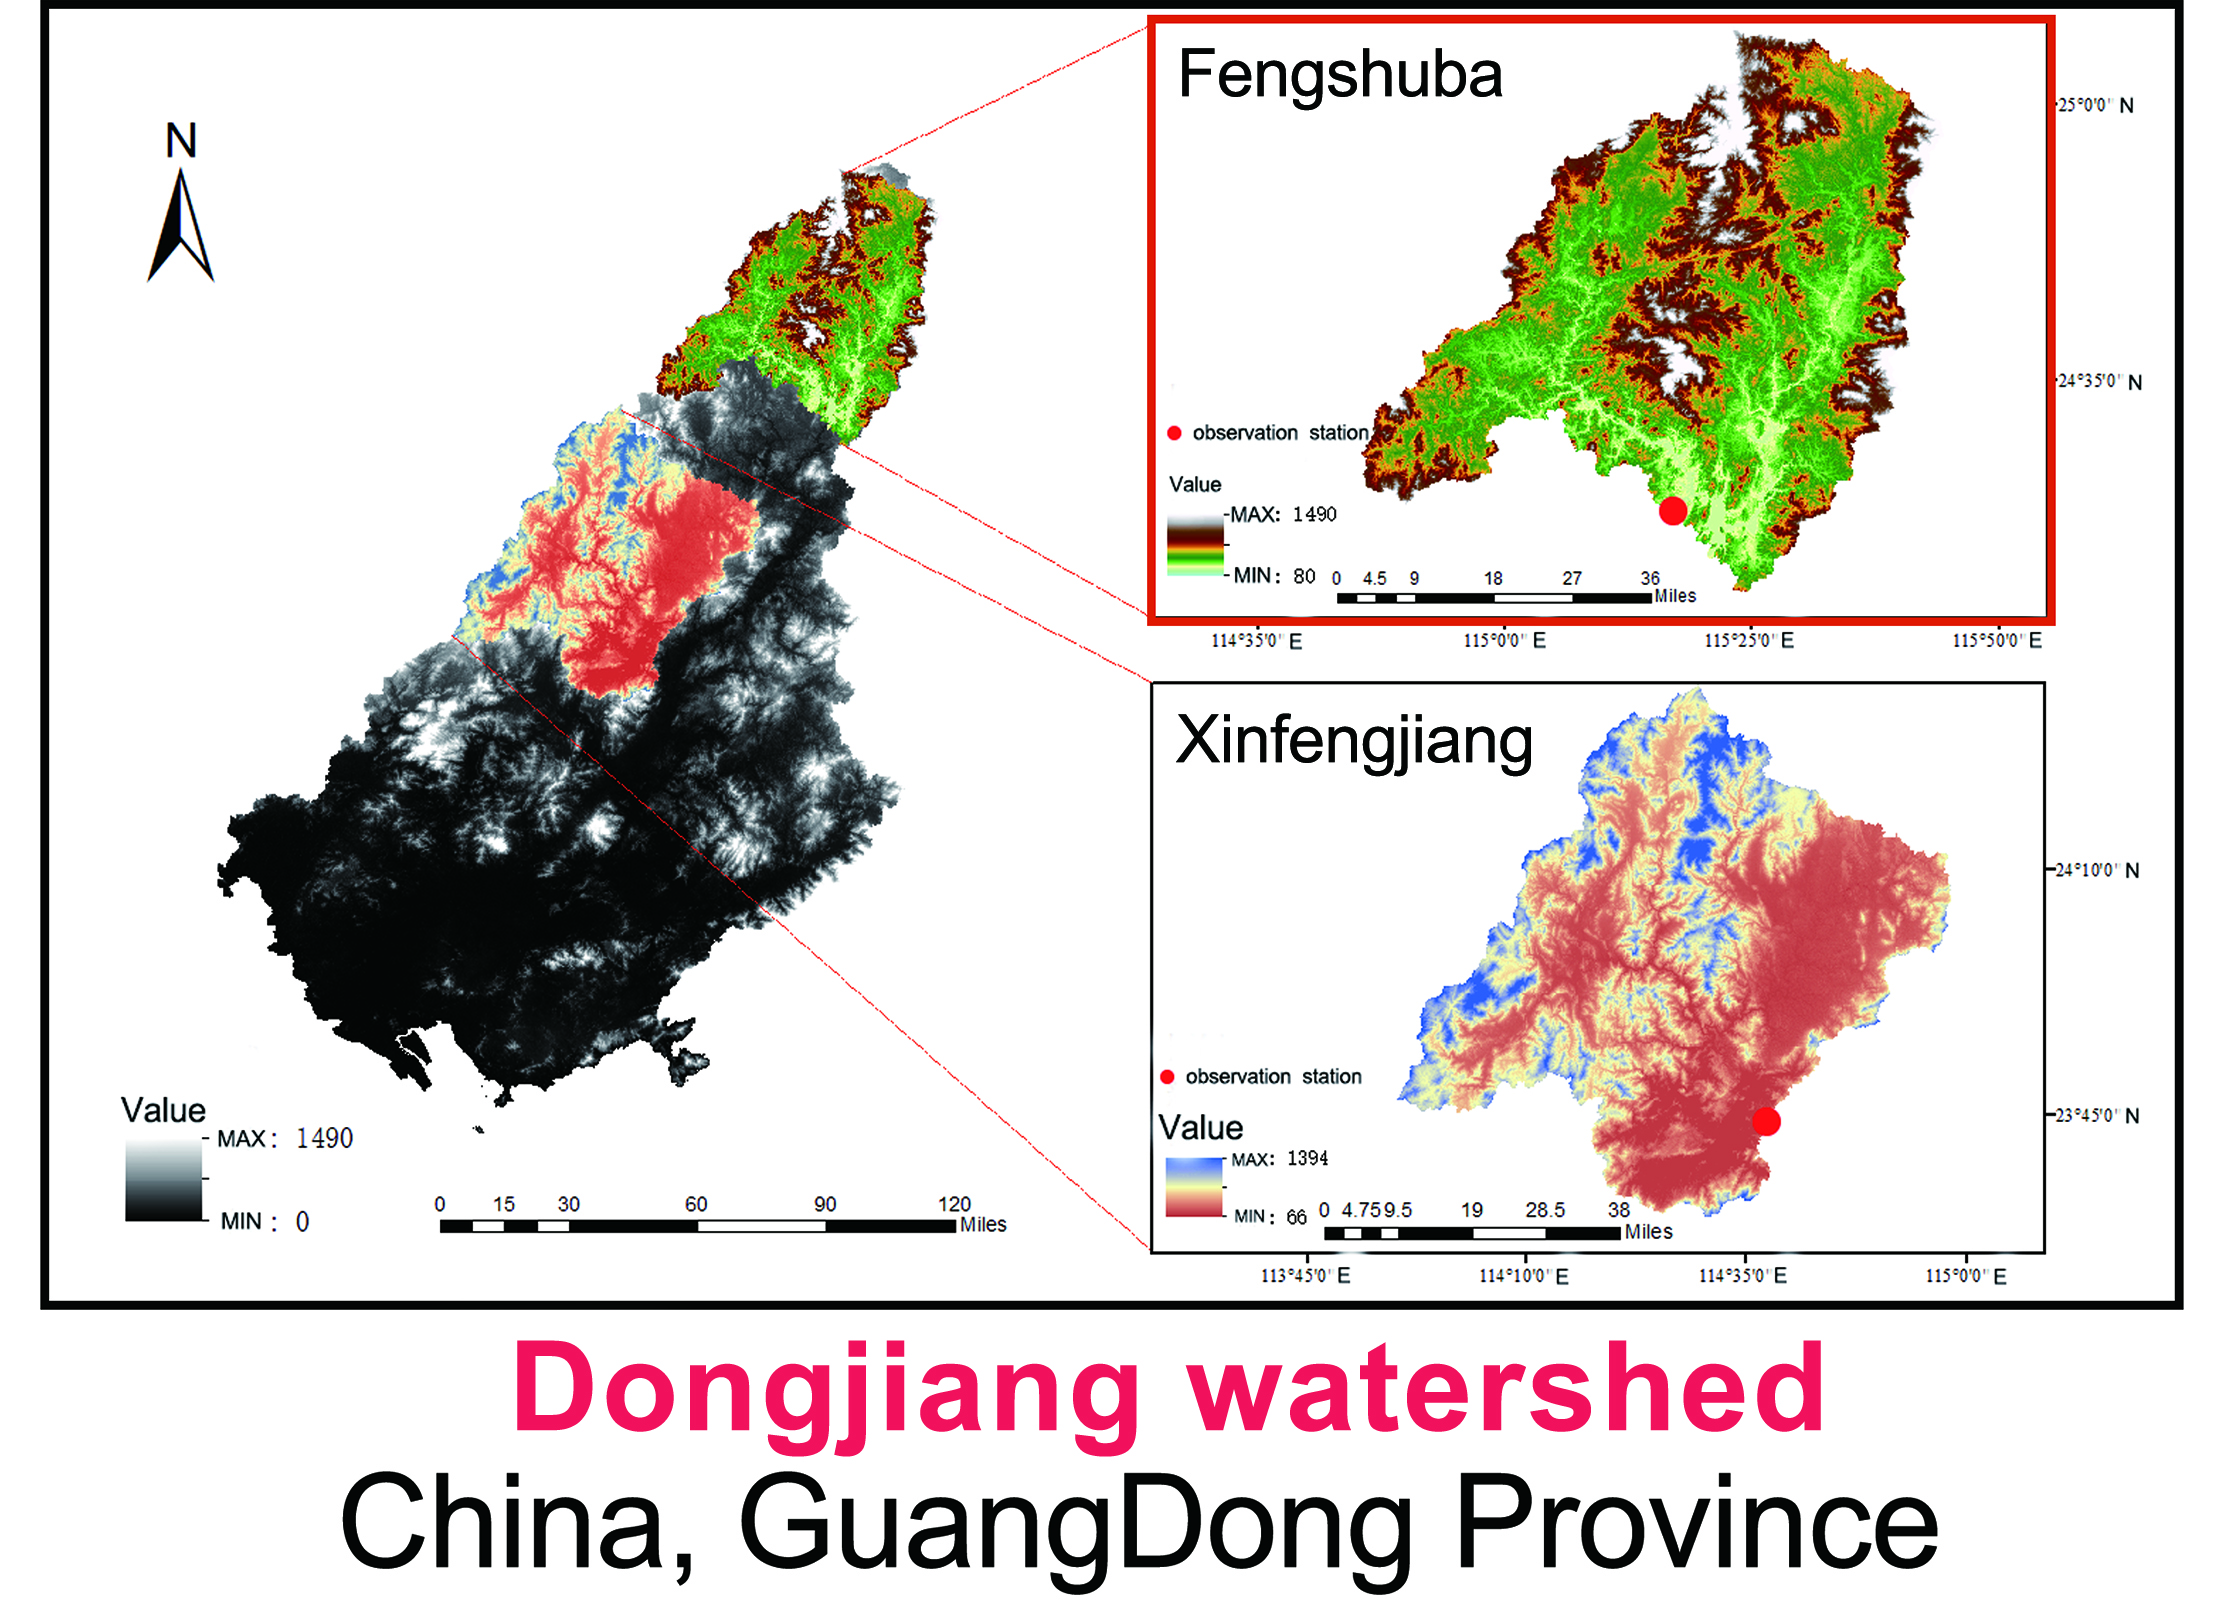 N
Fengshuba
25°0'0" N
24°35'0" N
observation station
Value
MAX: 1490
MIN: 80
0 4.5 9 18 27 36
Miles
114°35'0" E 115°0'0" E 115°25'0" E 115°50'0" E
Xinfengjiang
24°10'0" N
23°45'0" N
observation station
Value
MAX: 1394
MIN: 66
0 4.75 9.5 19 28.5 38
Miles
113°45'0" E 114°10'0" E 114°35'0" E 115°0'0" E
Value
MAX: 1490
MIN: 0
0 15 30 60 90 120
Miles
Dongjiang watershed
China, GuangDong Province